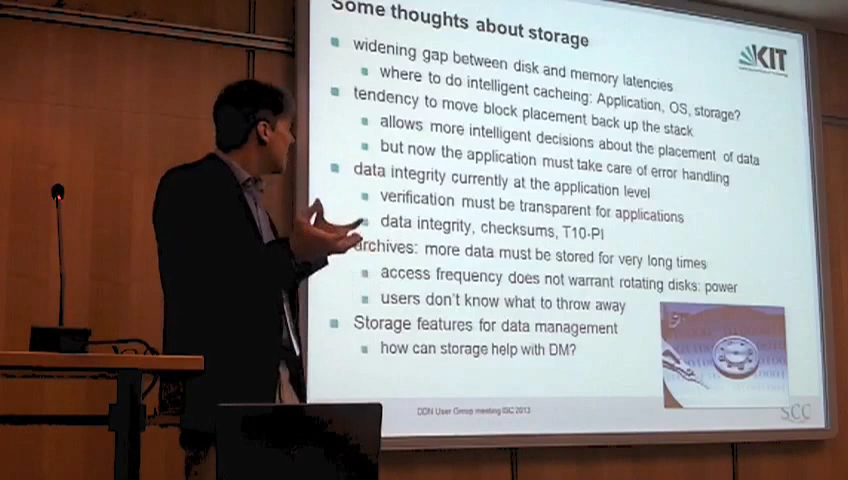 Some thoughts about storage
KIT
widening gap between disk and memory latencies
where to do intelligent cacheing: Application, OS, storage?
tendency to move block placement back up the stack
allows more intelligent decisions about the placement of data
but now the application must take care of error handling
data integrity currently at the application level
verification must be transparent for applications
data integrity, checksums, T10-PI
archives: more data must be stored for very long times
access frequency does not warrant rotating disks: power
users don't know what to throw away
Storage features for data management
how can storage help with DM?
DDN User Group meeting ISC 2013
SCC